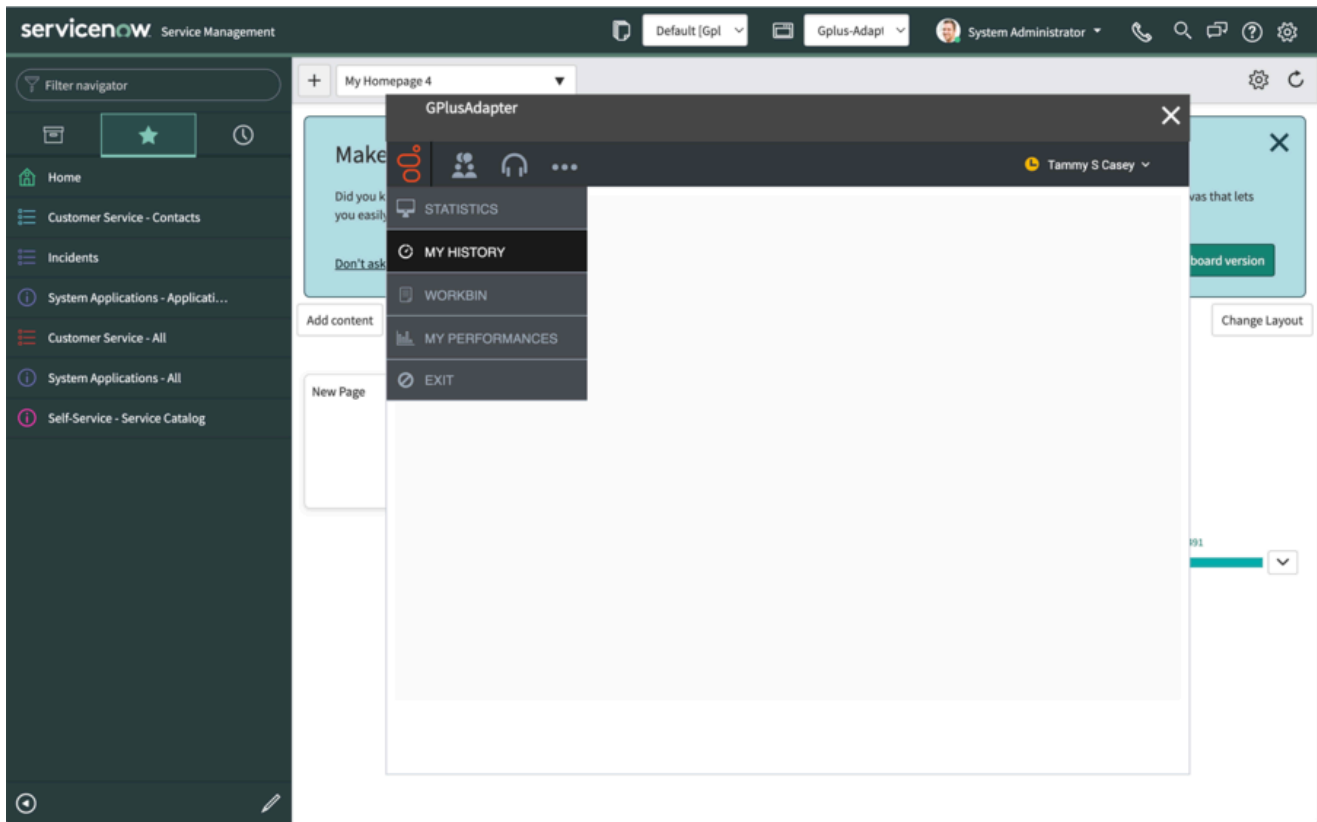 servicenow Service Management
Default [Gpl
Gplus-Adapt
System Administrator
Filter navigator
Home
Customer Service - Contacts
Incidents
System Applications - Applicati...
Customer Service - All
System Applications - All
Self-Service - Service Catalog
My Homepage 4
GPlusAdapter
Make
Tammy S Casey
Did you k
vas that lets
you easily
Don't ask
board version
STATISTICS
MY HISTORY
WORKBIN
MY PERFORMANCES
EXIT
Add content
Change Layout
New Page
391